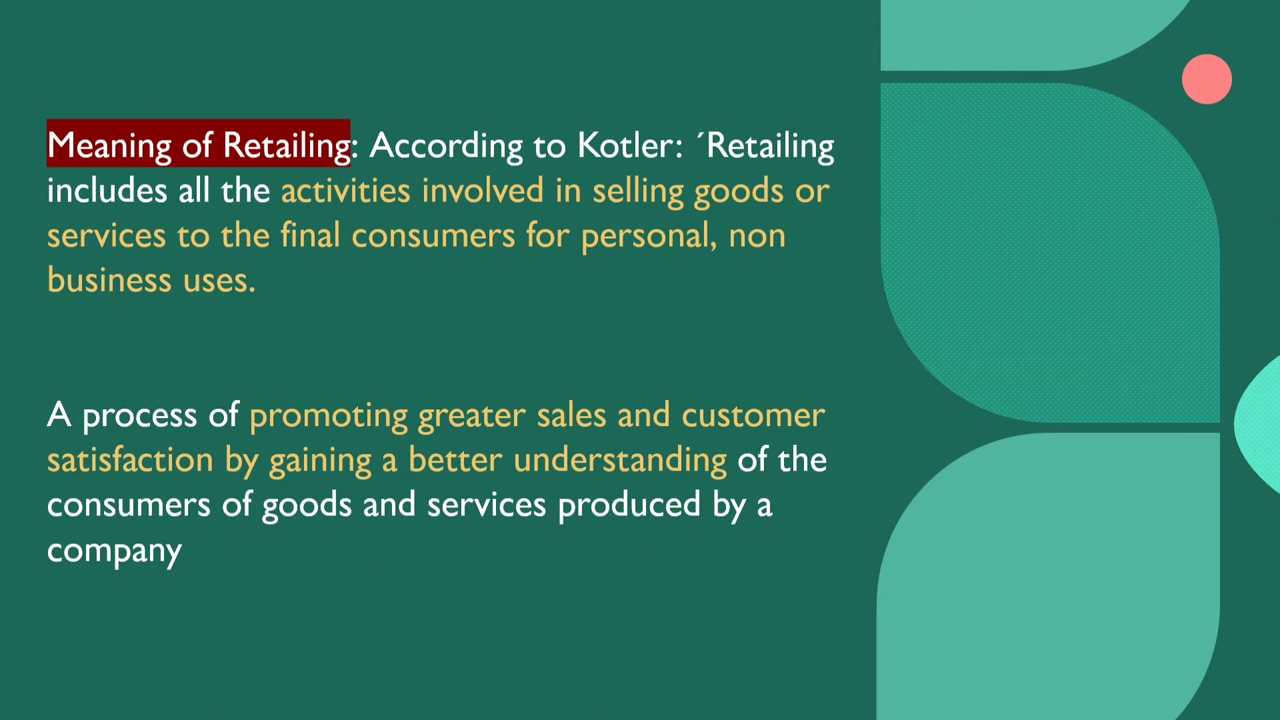 Meaning of Retailing: According to Kotler: ´Retailing
includes all the activities involved in selling goods or
services to the final consumers for personal, non
business uses.
A process of promoting greater sales and customer
satisfaction by gaining a better understanding of the
consumers of goods and services produced by a
company